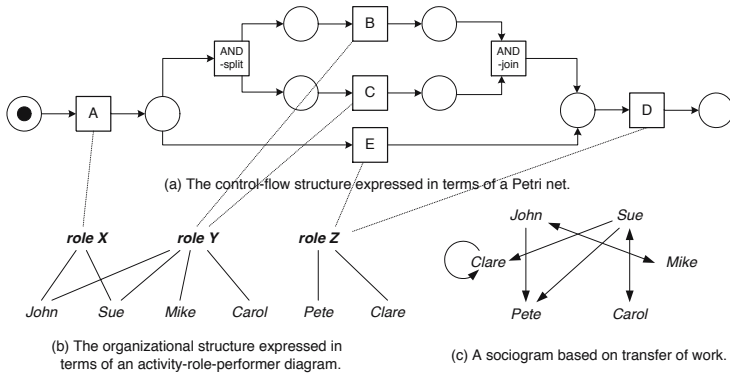 B
AND
-split
AND
-join
C
A
D
E
(a) The control-flow structure expressed in terms of a Petri net.
role X
role Y
role Z
John
Sue
Mike
Carol
Pete
Clare
(b) The organizational structure expressed in
terms of an activity-role-performer diagram.
John
Sue
Clare
Mike
Pete
Carol
(c) A sociogram based on transfer of work.